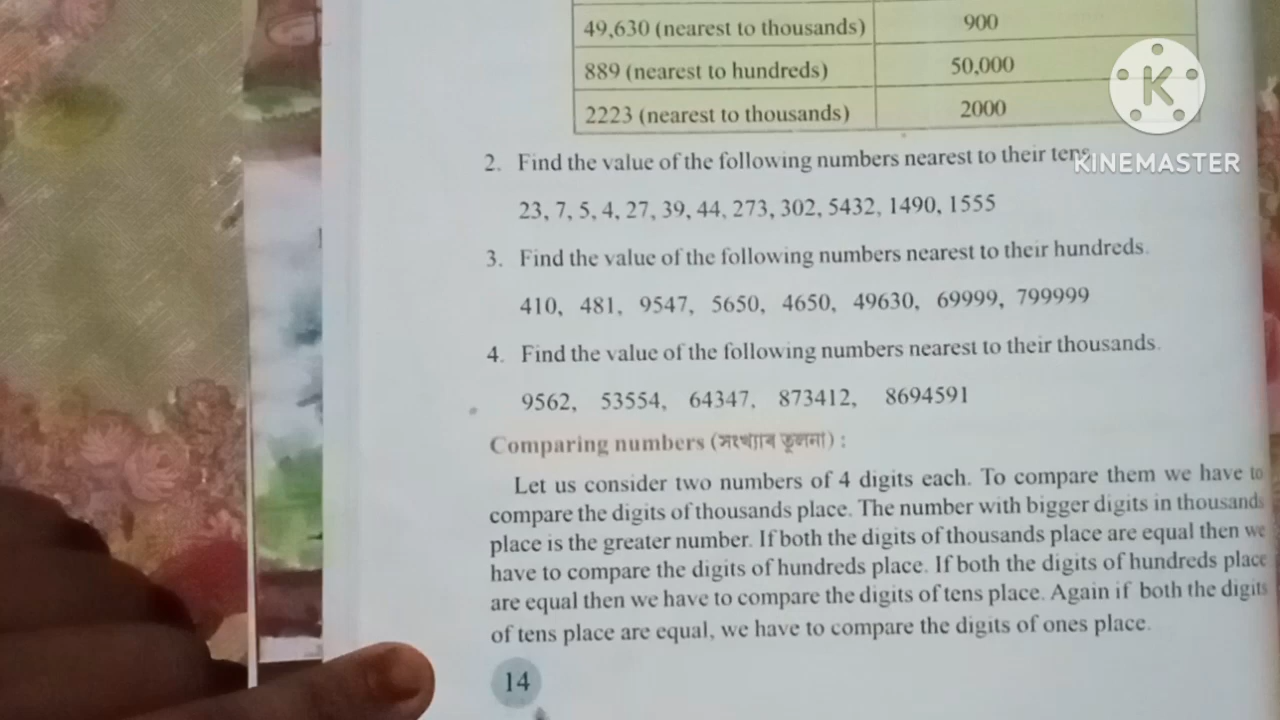 49,630 (nearest to thousands) 900
889 (nearest to hundreds) 50,000
2223 (nearest to thousands) 2000
K
KINEMASTER
2. Find the value of the following numbers nearest to their tens
23, 7, 5, 4, 27, 39, 44, 273, 302, 5432, 1490, 1555
3. Find the value of the following numbers nearest to their hundreds.
410, 481, 9547, 5650, 4650, 49630, 69999, 799999
4. Find the value of the following numbers nearest to their thousands.
9562, 53554, 64347, 873412, 8694591
Comparing numbers (সংখ্যাৰ তুলনা) :
Let us consider two numbers of 4 digits each. To compare them we have to
compare the digits of thousands place. The number with bigger digits in thousands
place is the greater number. If both the digits of thousands place are equal then we
have to compare the digits of hundreds place. If both the digits of hundreds place
are equal then we have to compare the digits of tens place. Again if both the digits
of tens place are equal, we have to compare the digits of ones place.
14